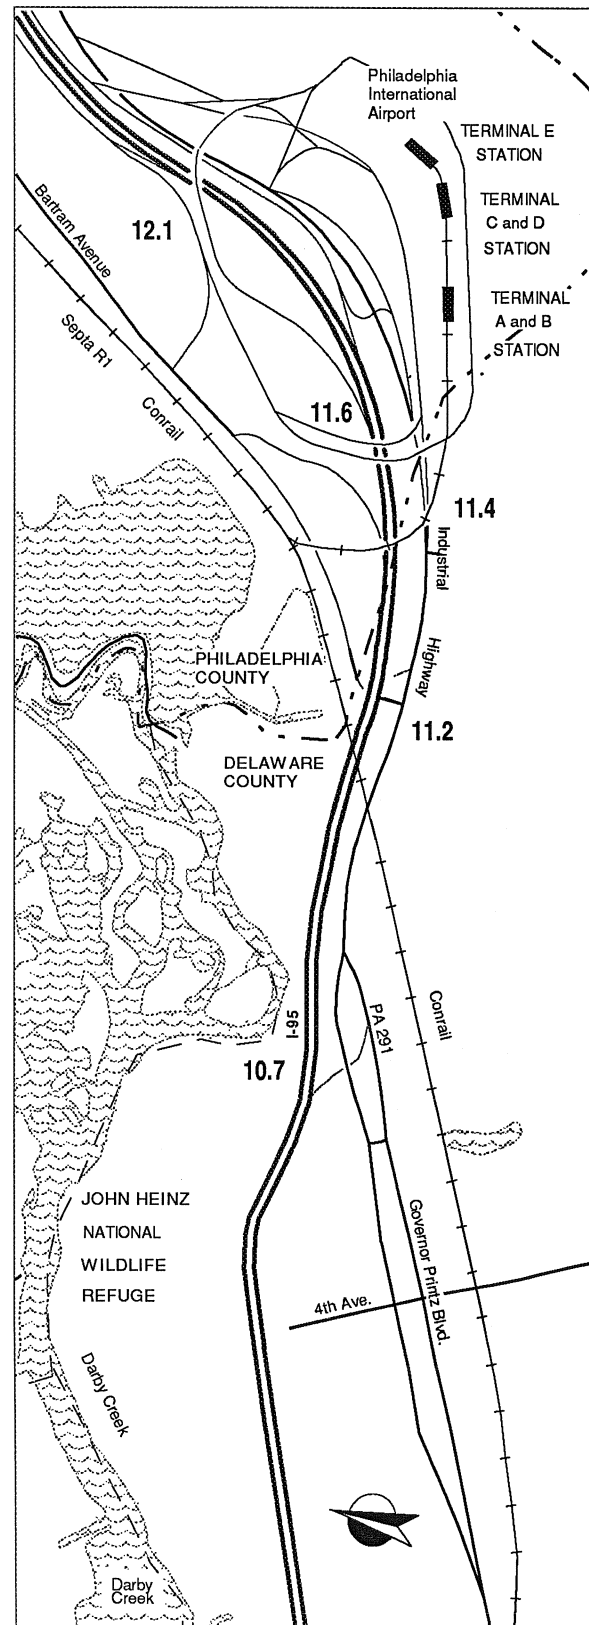 Philadelphia
International
Airport
TERMINAL E
STATION
TERMINAL
C and D
STATION
TERMINAL
A and B
STATION
12.1
Bartram Avenue
Septa R1
Conrail
11.6
11.4
Industrial
Highway
PHILADELPHIA
COUNTY
11.2
DELAWARE
COUNTY
I-95
PA 291
Conrail
10.7
JOHN HEINZ
NATIONAL
WILDLIFE
REFUGE
Governor Printz Blvd.
4th Ave.
Darby Creek
Darby
Creek